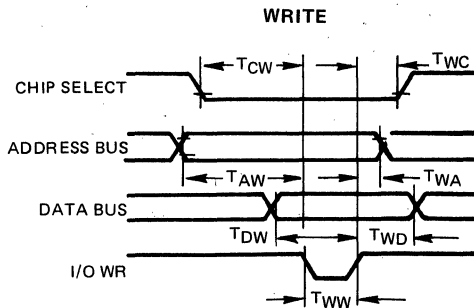 WRITE
CHIP SELECT TCW TWC
ADDRESS BUS
TAW TWA
DATA BUS
TDW TWD
I/O WR
TWW